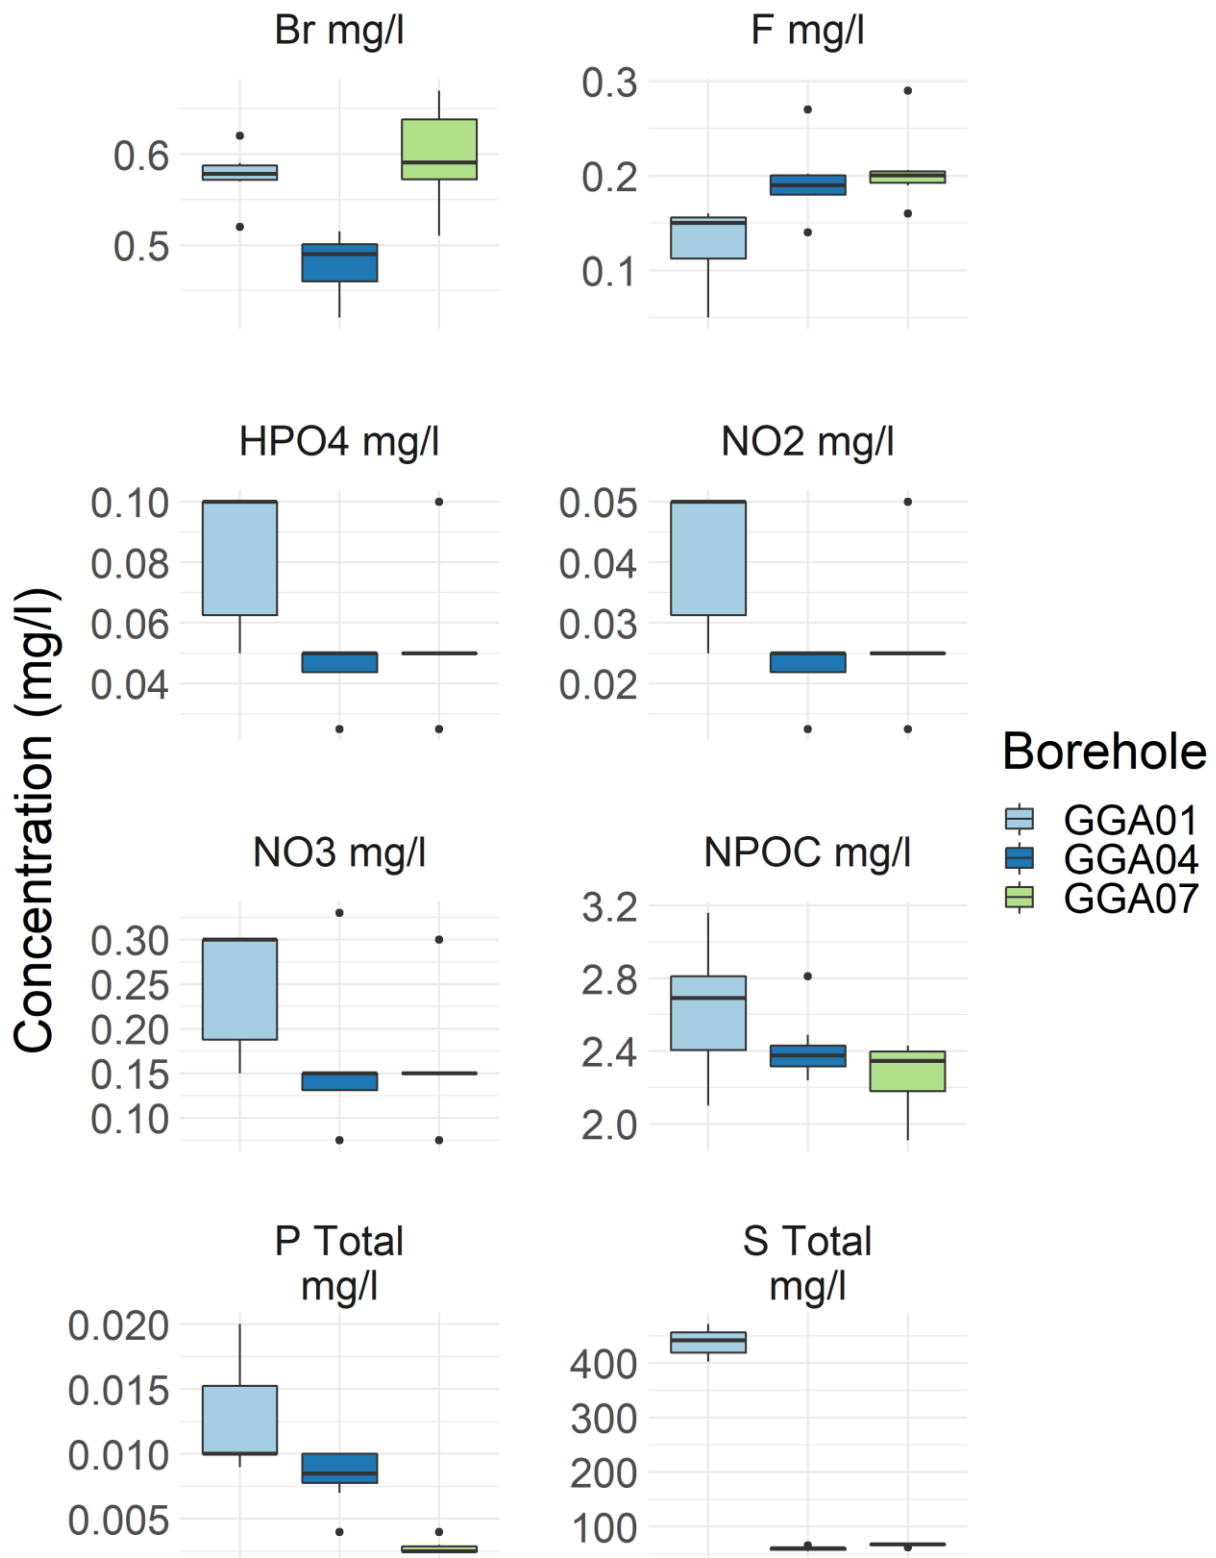 Br mg/l
F mg/l
0.6
0.5
0.3
0.2
0.1
HPO4 mg/l
NO2 mg/l
0.10
0.08
0.06
0.04
0.05
0.04
0.03
0.02
NO3 mg/l
NPOC mg/l
0.30
0.25
0.20
0.15
0.10
3.2
2.8
2.4
2.0
P Total
mg/l
S Total
mg/l
0.020
0.015
0.010
0.005
400
300
200
100
Concentration (mg/l)
Borehole
GGA01
GGA04
GGA07